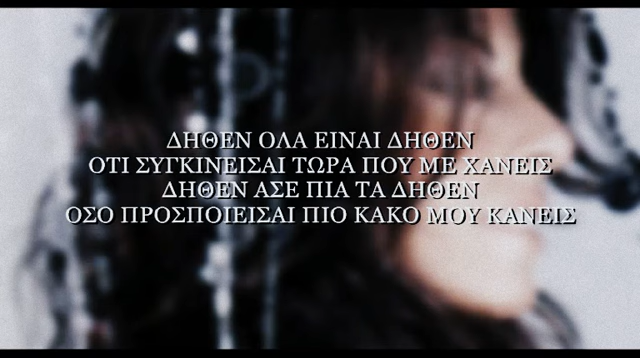 ΔΗΘΕΝ ΟΛΑ ΕΙΝΑΙ ΔΗΘΕΝ
ΟΤΙ ΣΥΓΚΙΝΕΙΣΑΙ ΤΩΡΑ ΠΟΥ ΜΕ ΧΑΝΕΙΣ
ΔΗΘΕΝ ΑΣΕ ΠΙΑ ΤΑ ΔΗΘΕΝ
ΟΣΟ ΠΡΟΣΠΟΙΕΙΣΑΙ ΠΙΟ ΚΑΚΟ ΜΟΥ ΚΑΝΕΙΣ